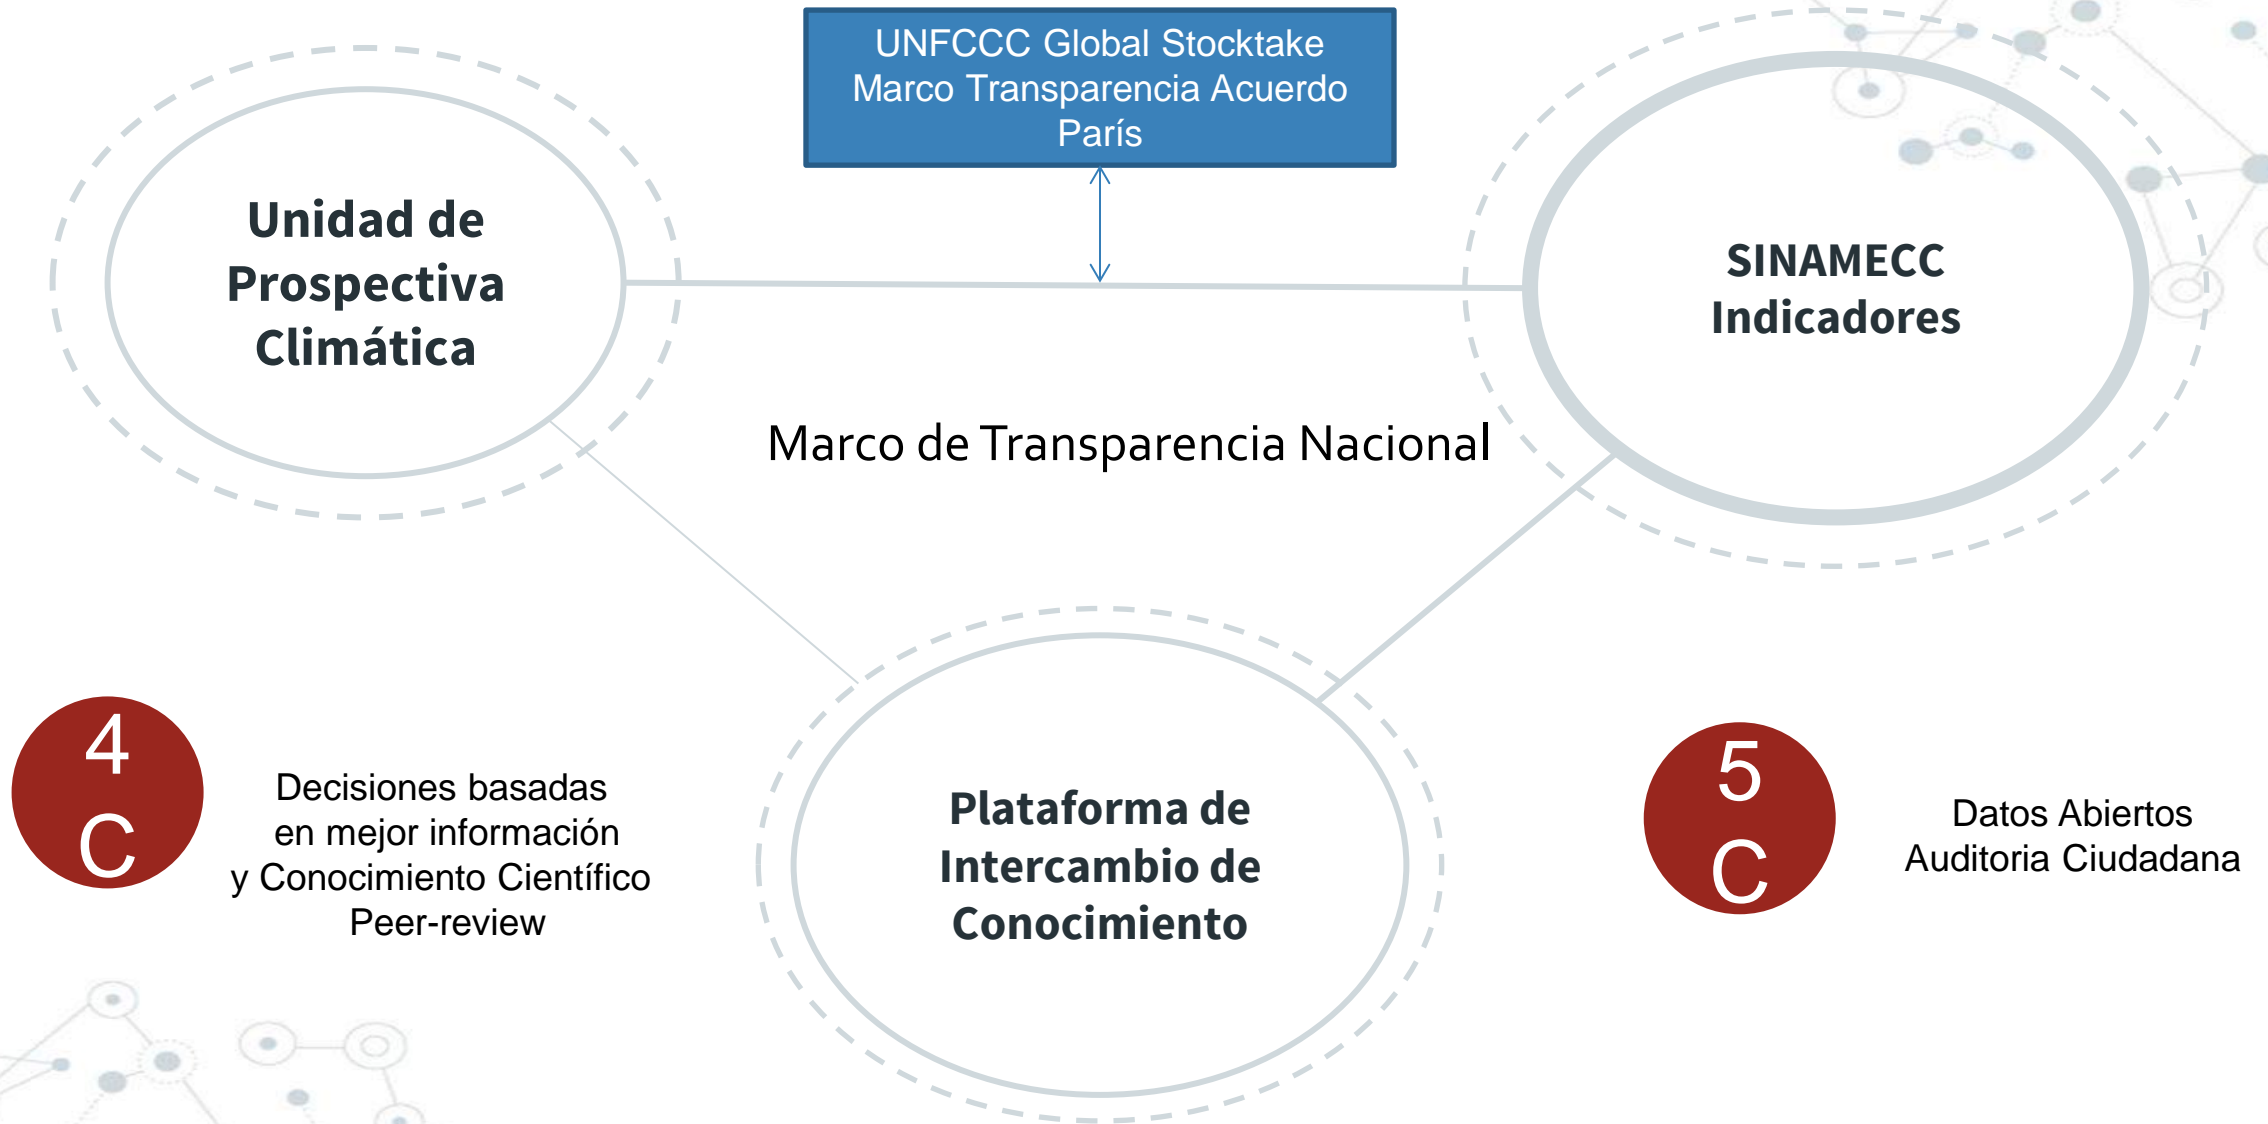 UNFCCC Global Stocktake
Marco Transparencia Acuerdo
París
Unidad de
Prospectiva
Climática
SINAMECC
Indicadores
Marco de Transparencia Nacional
4
C
Decisiones basadas
en mejor información
y Conocimiento Científico
Peer-review
Plataforma de
Intercambio de
Conocimiento
5
C
Datos Abiertos
Auditoria Ciudadana